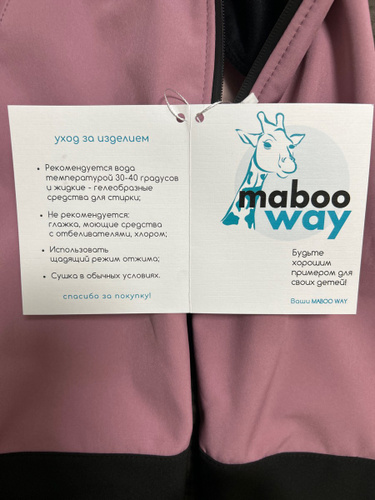 уход за изделием
• Рекомендуется вода
температурой 30-40 градусов
и жидкие - гелеобразные
средства для стирки;
• Не рекомендуется:
глажка, моющие средства
с отбеливателями, хлором;
• Использовать
щадящий режим отжима;
• Сушка в обычных условиях.
спасибо за покупку!
maboo
way
Будьте
хорошим
примером для
своих детей!
Ваши MABOO WAY